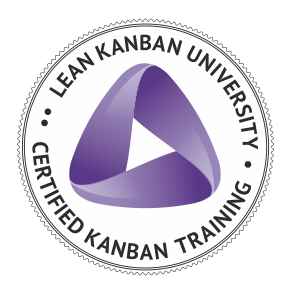 LEAN KANBAN UNIVERSITY
CERTIFIED KANBAN TRAINING